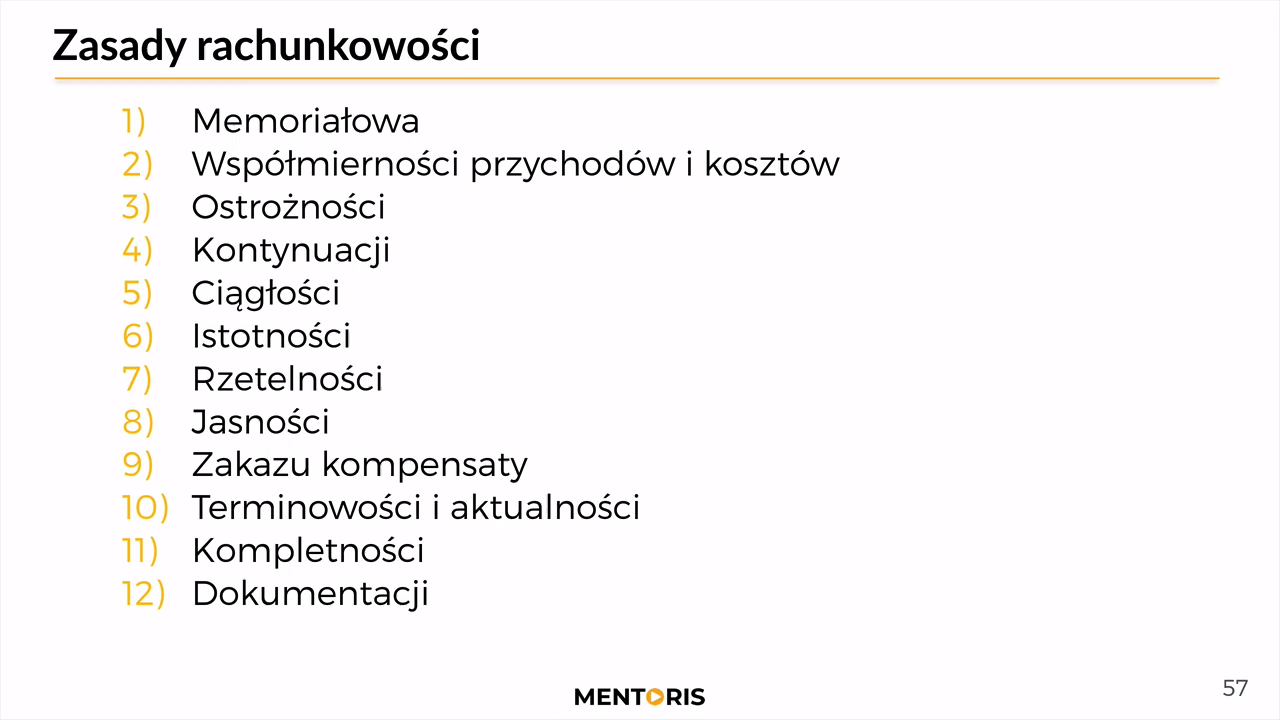 Zasady rachunkowości
1) Memoriałowa
2) Współmierności przychodów i kosztów
3) Ostrożności
4) Kontynuacji
5) Ciągłości
6) Istotności
7) Rzetelności
8) Jasności
9) Zakazu kompensaty
10) Terminowości i aktualności
11) Kompletności
12) Dokumentacji
MENTORIS
57